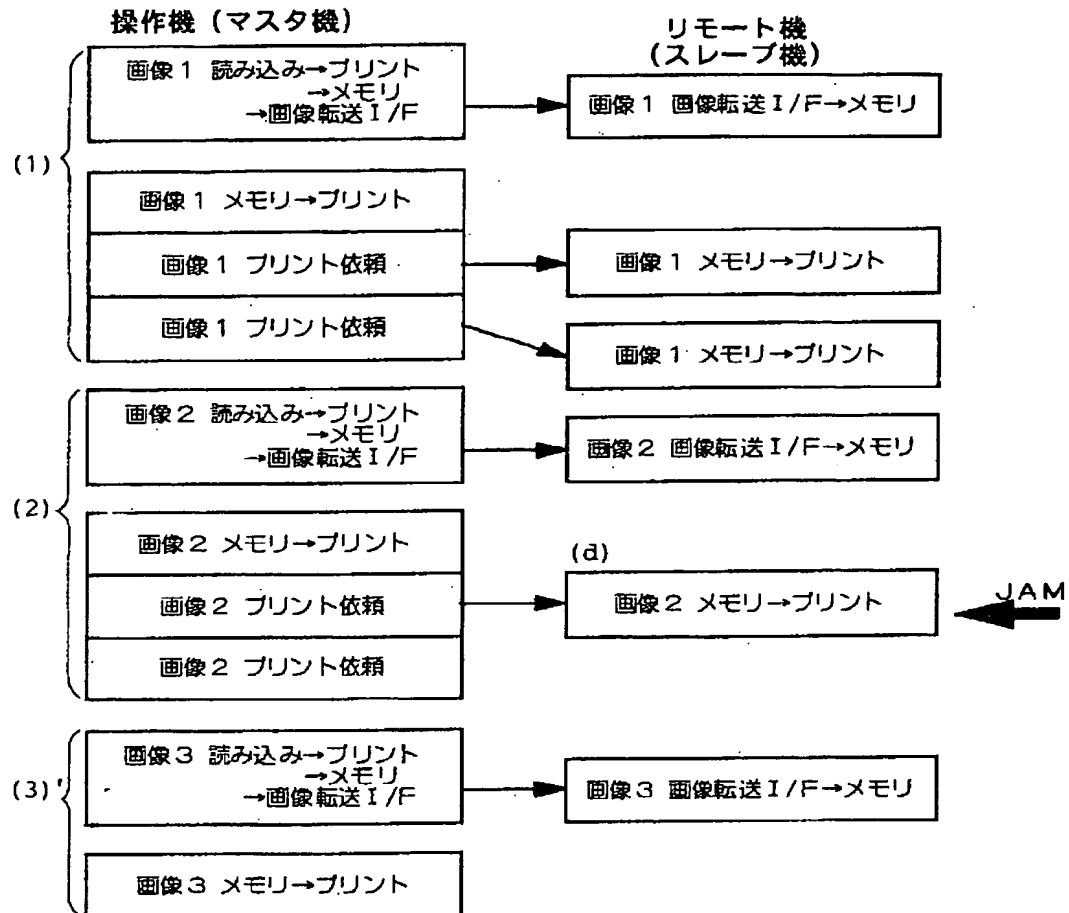 操作機(マスタ機)
リモート機
(スレーブ機)
(1)
画像1 読み込み→プリント
→メモリ
→画像転送I/F
画像1 画像転送I/F→メモリ
画像1 メモリ→プリント
画像1 プリント依頼
画像1 メモリ→プリント
画像1 プリント依頼
画像1 メモリ→プリント
(2)
画像2 読み込み→プリント
→メモリ
→画像転送I/F
画像2 画像転送I/F→メモリ
画像2 メモリ→プリント
(d)
画像2 プリント依頼
画像2 メモリ→プリント
JAM
画像2 プリント依頼
(3)'
画像3 読み込み→プリント
→メモリ
→画像転送I/F
画像3 画像転送I/F→メモリ
画像3 メモリ→プリント